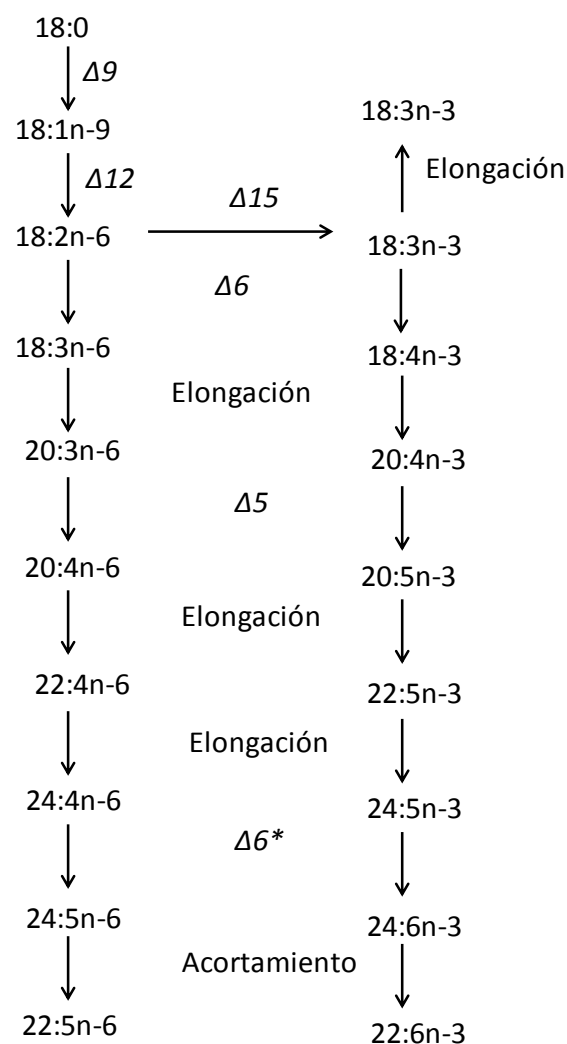 18:0
Δ9
18:1n-9
18:3n-3
Δ12
Elongación
Δ15
18:2n-6
18:3n-3
Δ6
18:3n-6
18:4n-3
Elongación
20:3n-6
20:4n-3
Δ5
20:4n-6
20:5n-3
Elongación
22:4n-6
22:5n-3
Elongación
24:4n-6
24:5n-3
Δ6*
24:5n-6
24:6n-3
Acortamiento
22:5n-6
22:6n-3